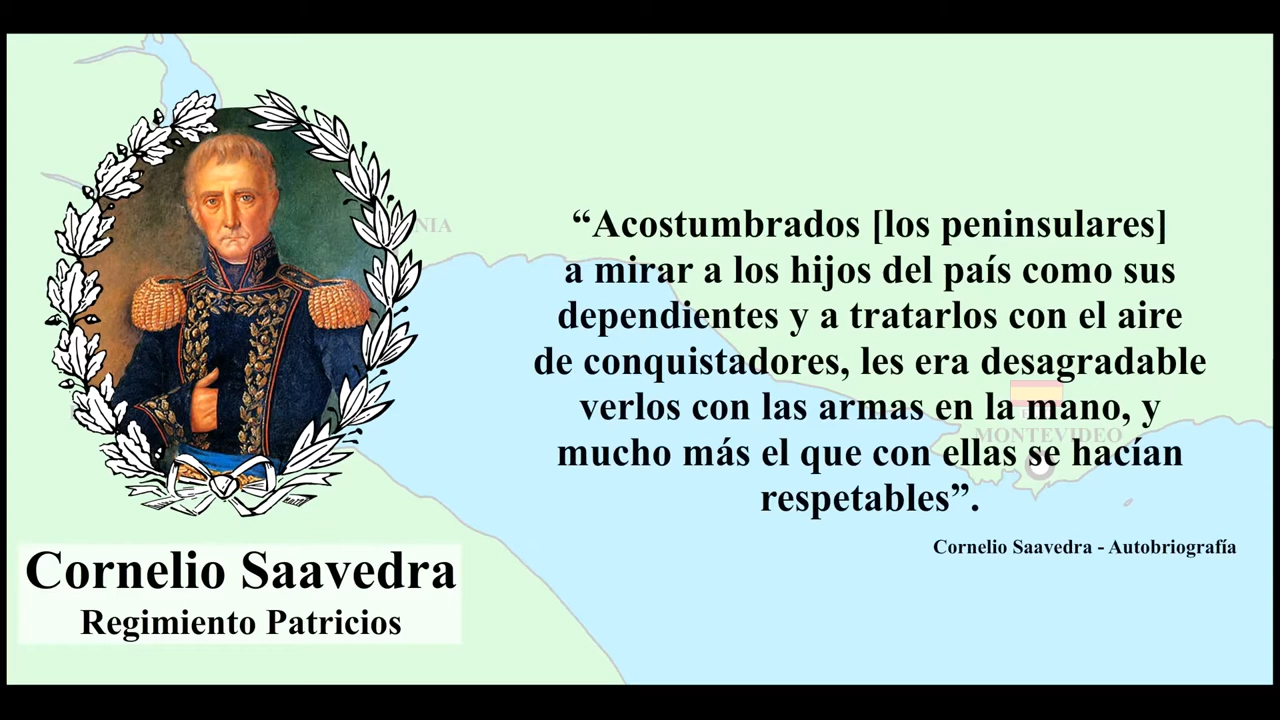 NIA
“Acostumbrados [los peninsulares]
a mirar a los hijos del país como sus
dependientes y a tratarlos con el aire
de conquistadores, les era desagradable
verlos con las armas en la mano, y
MONTEVIDEO
mucho más el que con ellas se hacían
respetables”.
Cornelio Saavedra - Autobriografía
Cornelio Saavedra
Regimiento Patricios